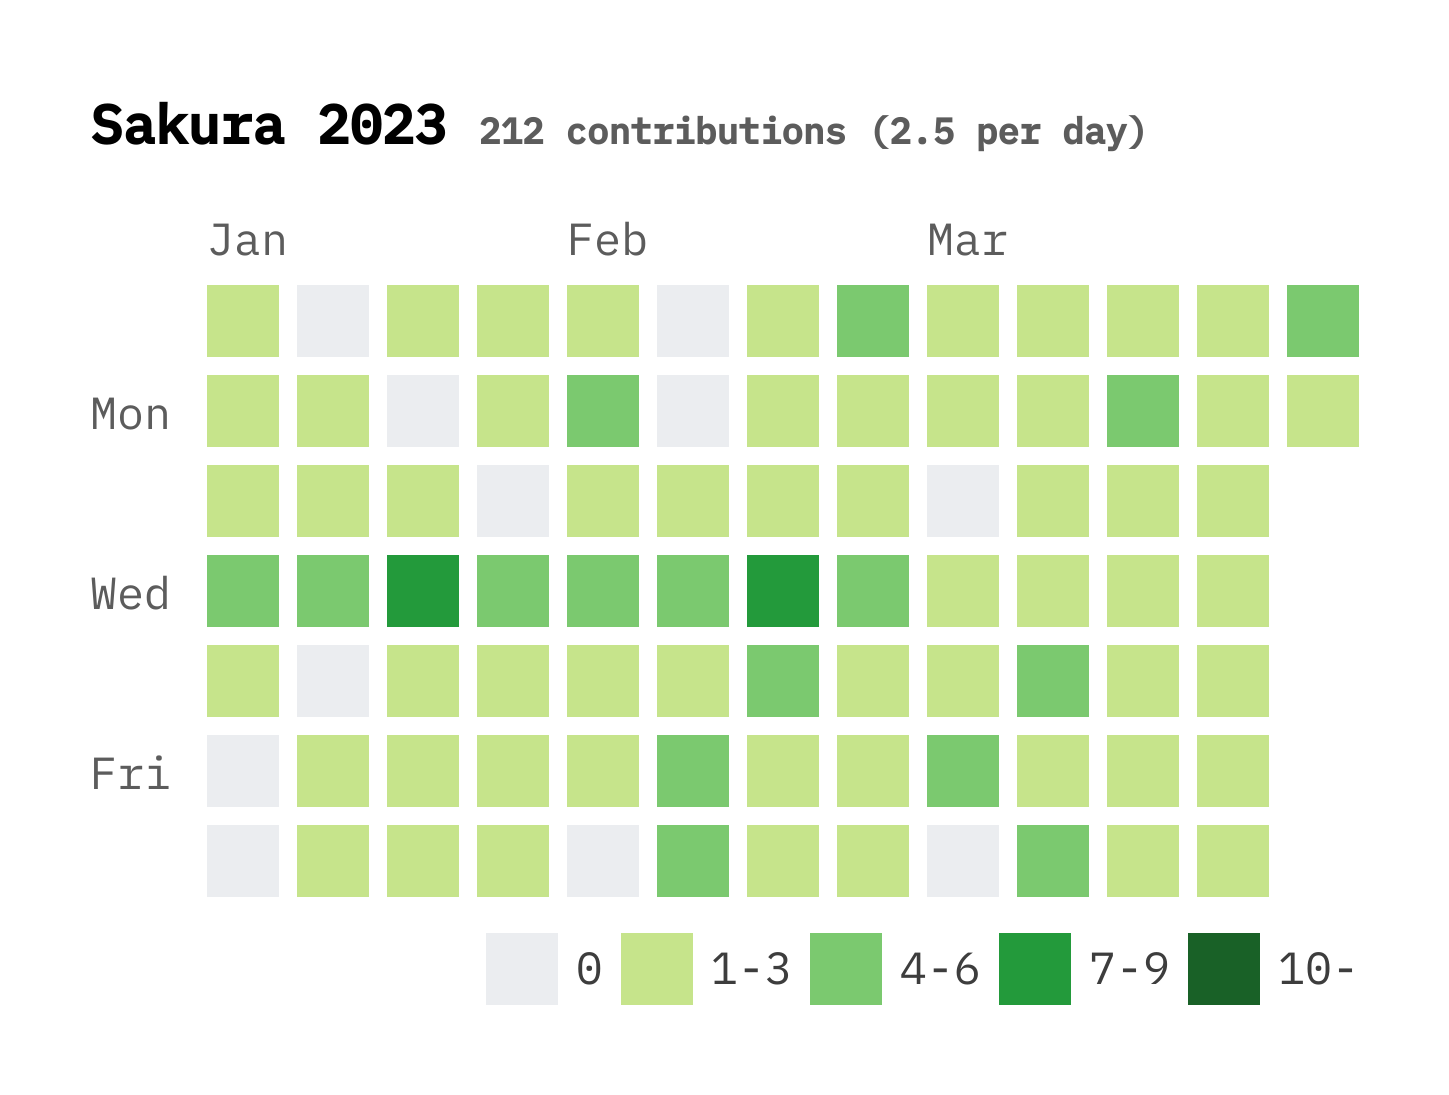 Sakura 2023 212 contributions (2.5 per day)
Jan Feb Mar
Mon
Wed
Fri
0 1-3 4-6 7-9 10-